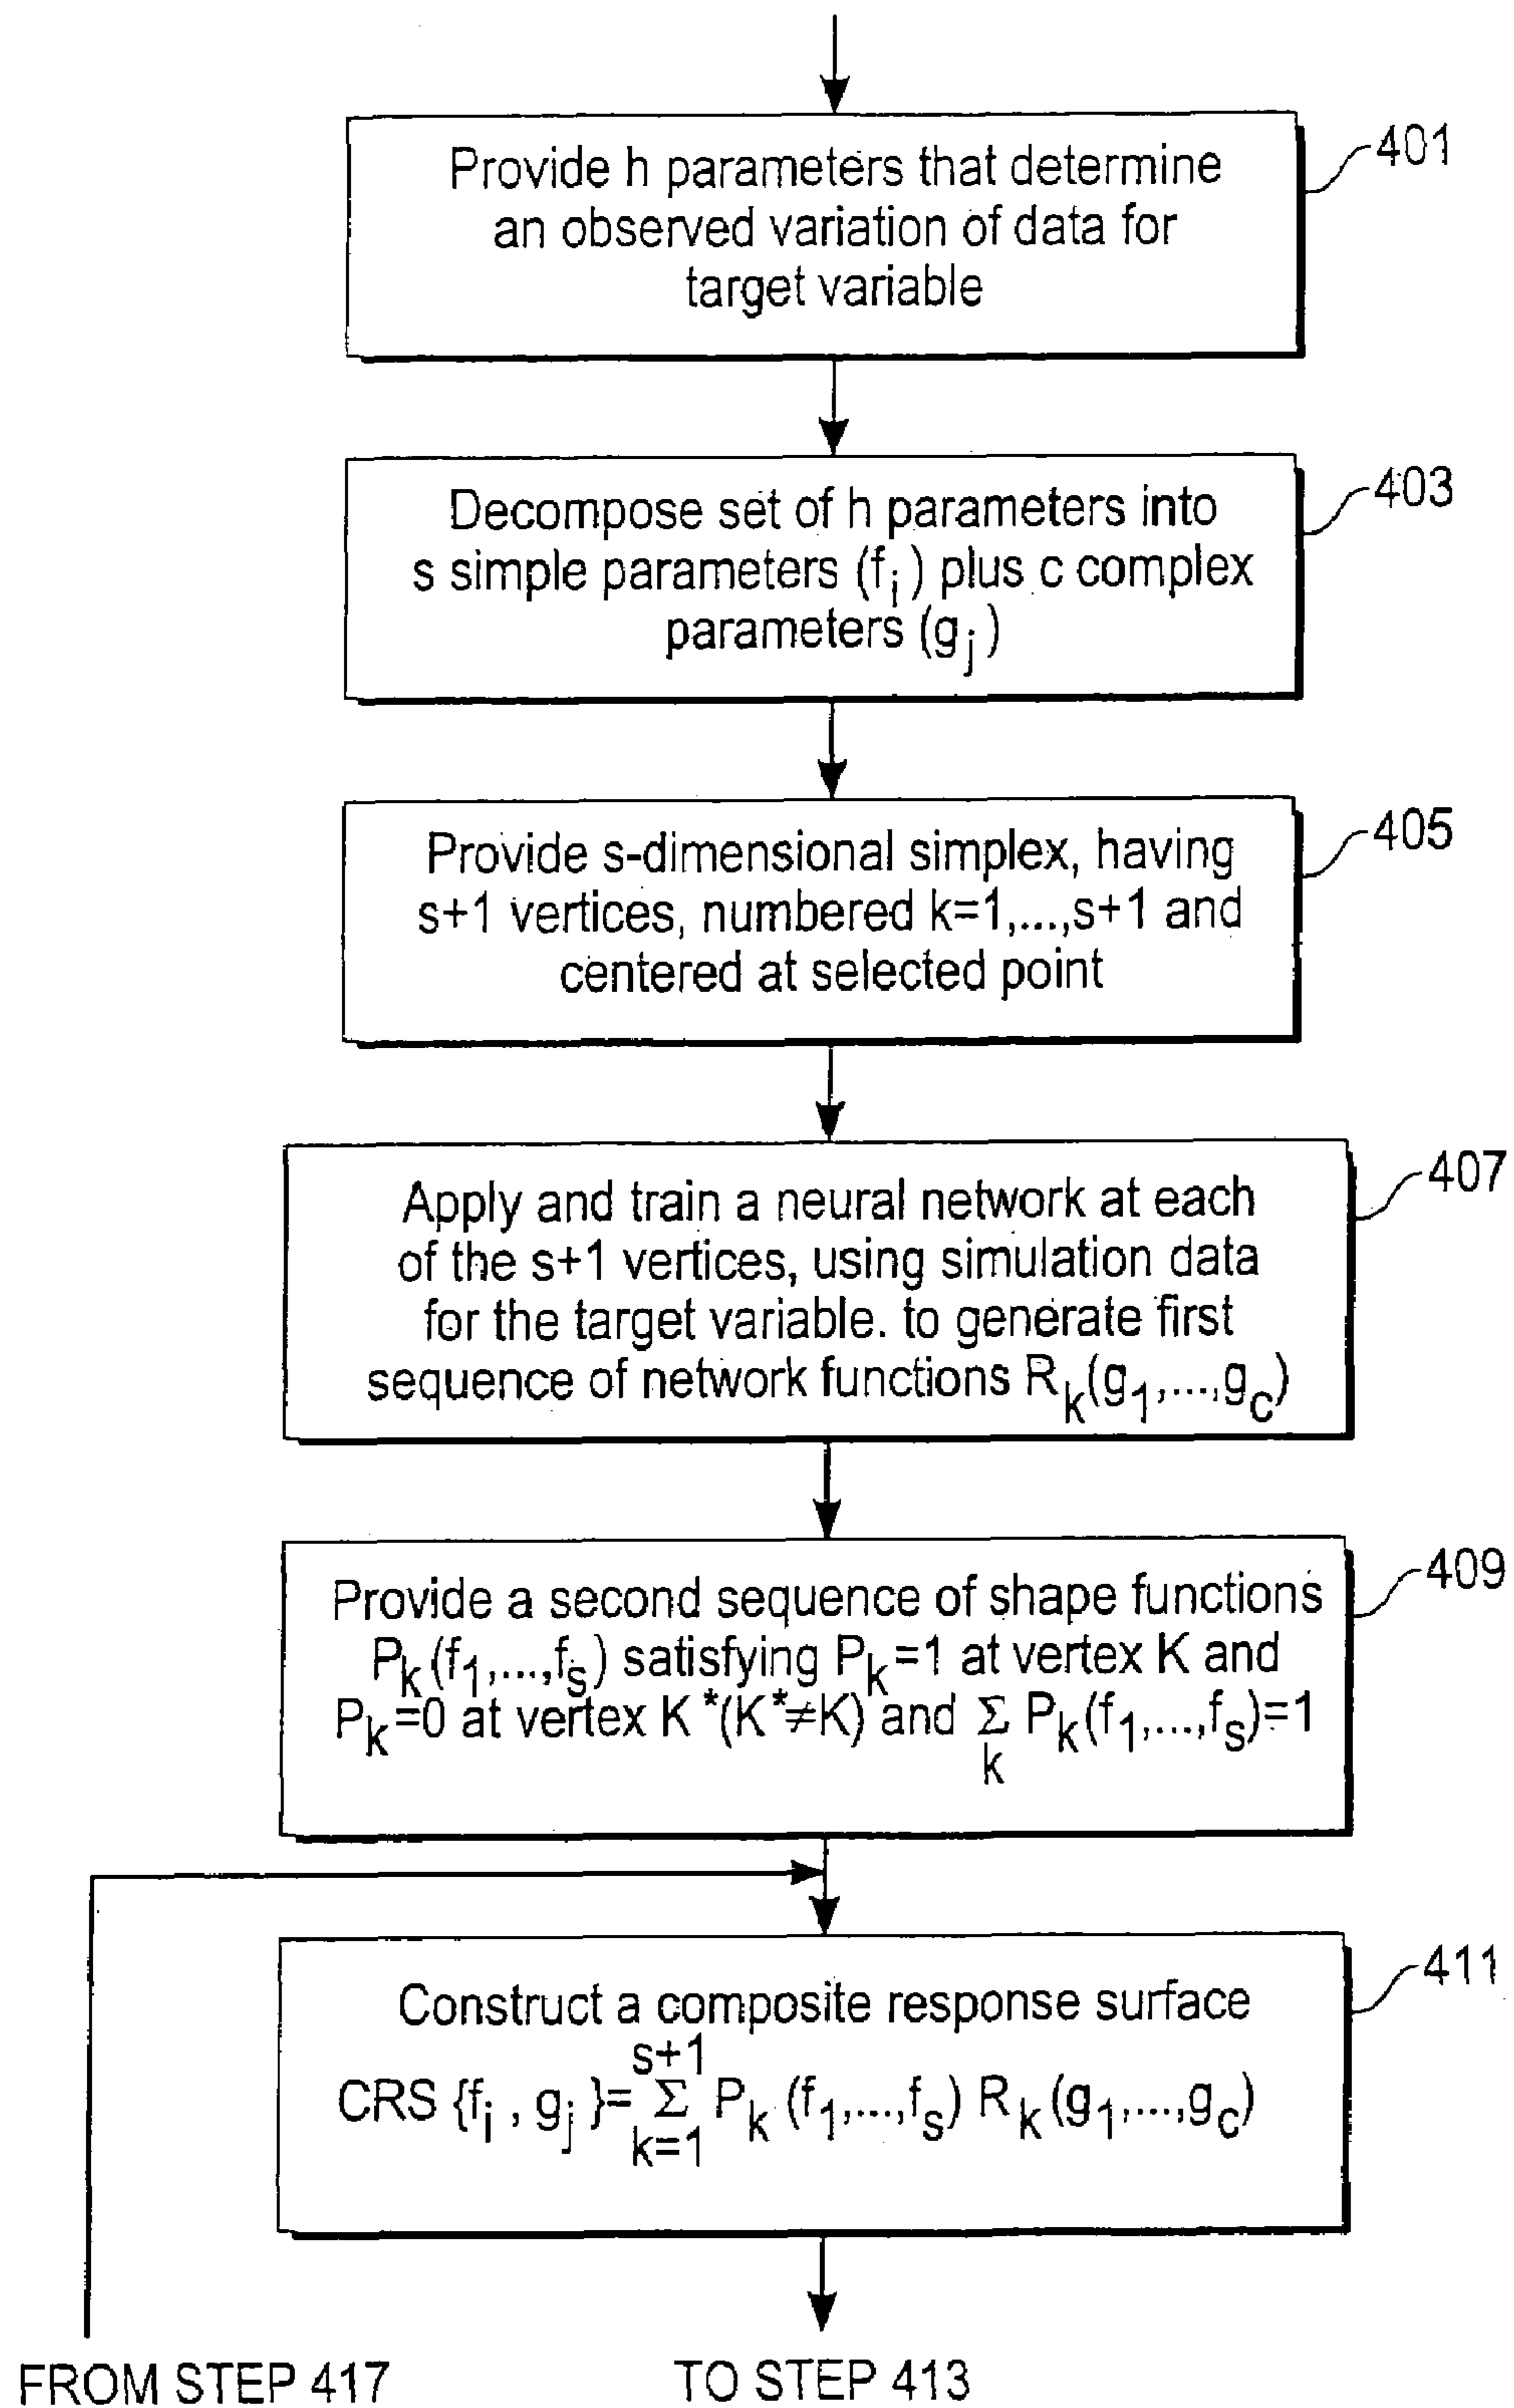 Provide h parameters that determine
an observed variation of data for
target variable
401
Decompose set of h parameters into
s simple parameters (fᵢ) plus c complex
parameters (gⱼ)
403
Provide s-dimensional simplex, having
s+1 vertices, numbered k=1,...,s+1 and
centered at selected point
405
Apply and train a neural network at each
of the s+1 vertices, using simulation data
for the target variable. to generate first
sequence of network functions Rₖ(g₁,...,g_c)
407
Provide a second sequence of shape functions
Pₖ(f₁,...,fₛ) satisfying Pₖ=1 at vertex K and
Pₖ=0 at vertex K*(K*≠K) and Σ Pₖ(f₁,...,fₛ)=1
k
409
Construct a composite response surface
s+1
CRS {fᵢ, gⱼ}= Σ Pₖ (f₁,...,fₛ) Rₖ(g₁,...,g_c)
k=1
411
FROM STEP 417
TO STEP 413